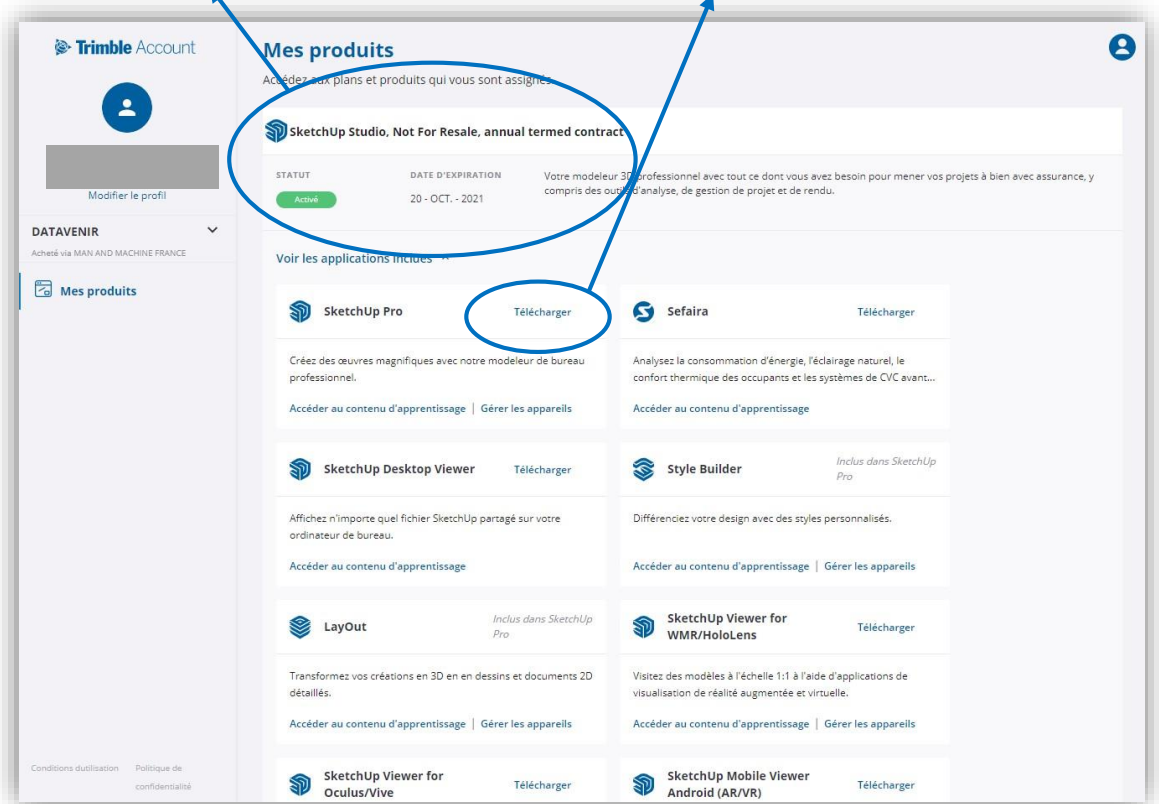 Trimble Account
Modifier le profil
DATAVENIR
Acheté via MAN AND MACHINE FRANCE
Mes produits
Conditions dutilisation
Politique de
confidentialité
Mes produits
Accédez aux plans et produits qui vous sont assignés
SketchUp Studio, Not For Resale, annual termed contract
STATUT
Activé
DATE D'EXPIRATION
20 - OCT. - 2021
Votre modeleur 3D professionnel avec tout ce dont vous avez besoin pour mener vos projets à bien avec assurance, y
compris des outils d'analyse, de gestion de projet et de rendu.
Voir les applications incluses
SketchUp Pro
Télécharger
Créez des œuvres magnifiques avec notre modeleur de bureau
professionnel.
Accéder au contenu d'apprentissage | Gérer les appareils
Sefaira
Télécharger
Analysez la consommation d'énergie, l'éclairage naturel, le
confort thermique des occupants et les systèmes de CVC avant...
Accéder au contenu d'apprentissage
SketchUp Desktop Viewer
Télécharger
Affichez n'importe quel fichier SketchUp partagé sur votre
ordinateur de bureau.
Accéder au contenu d'apprentissage
Style Builder
Inclus dans SketchUp
Pro
Différenciez votre design avec des styles personnalisés.
Accéder au contenu d'apprentissage | Gérer les appareils
LayOut
Inclus dans SketchUp
Pro
Transformez vos créations en 3D en en dessins et documents 2D
détaillés.
Accéder au contenu d'apprentissage | Gérer les appareils
SketchUp Viewer for
WMR/HoloLens
Télécharger
Visitez des modèles à l'échelle 1:1 à l'aide d'applications de
visualisation de réalité augmentée et virtuelle.
Accéder au contenu d'apprentissage | Gérer les appareils
SketchUp Viewer for
Oculus/Vive
Télécharger
SketchUp Mobile Viewer
Android (AR/VR)
Télécharger